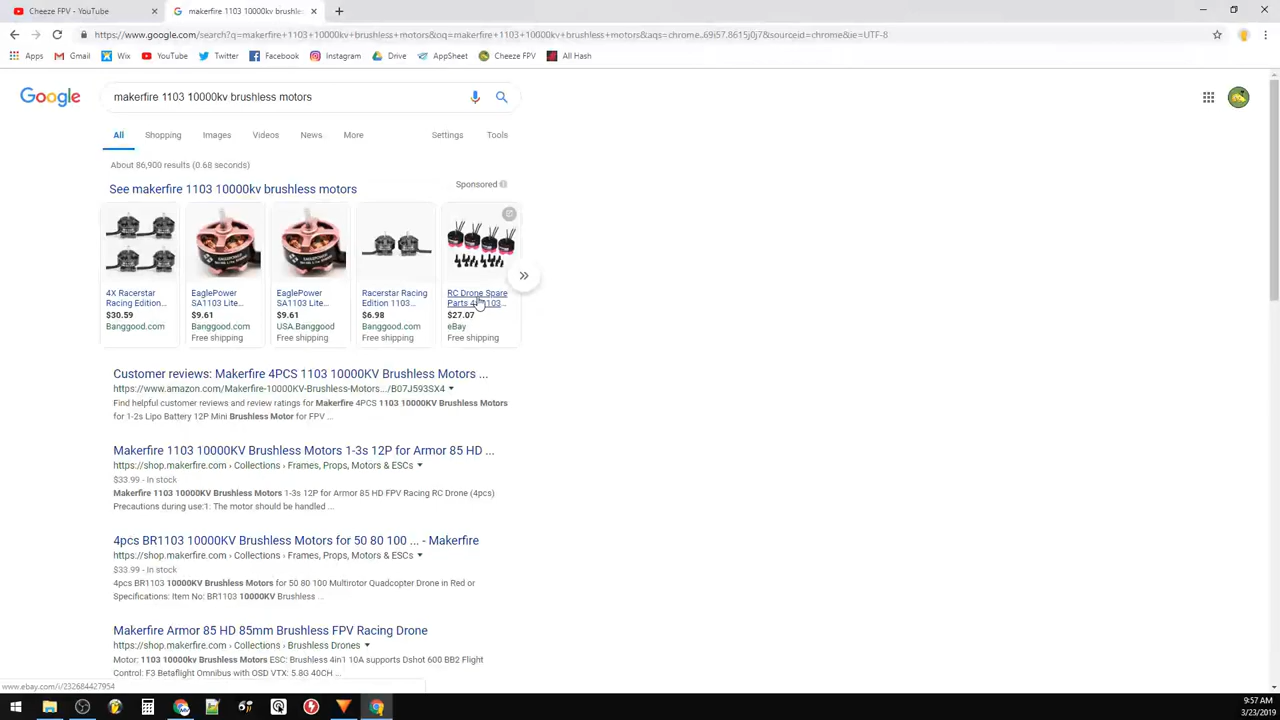 Cheeze FPV - YouTube
makerfire 1103 10000kv brushles
https://www.google.com/search?q=makerfire+1103+10000kv+brushless+motors&oq=makerfire+1103+10000kv+brushless+motors&aqs=chrome..69i57.8615j0j7&sourceid=chrome&ie=UTF-8
Apps Gmail Wix YouTube Twitter Facebook Instagram Drive AppSheet Cheeze FPV All Hash
Google
makerfire 1103 10000kv brushless motors
All Shopping Images Videos News More Settings Tools
About 86,900 results (0.68 seconds)
See makerfire 1103 10000kv brushless motors
Sponsored
4X Racerstar
Racing Edition...
$30.59
Banggood.com
EaglePower
SA1103 Lite...
$9.61
Banggood.com
Free shipping
EaglePower
SA1103 Lite...
$9.61
USA.Banggood
Free shipping
Racerstar Racing
Edition 1103...
$6.98
Banggood.com
Free shipping
RC Drone Spare
Parts 4 1103...
$27.07
eBay
Free shipping
Customer reviews: Makerfire 4PCS 1103 10000KV Brushless Motors ...
https://www.amazon.com/Makerfire-10000KV-Brushless-Motors.../B07J593SX4
Find helpful customer reviews and review ratings for Makerfire 4PCS 1103 10000KV Brushless Motors
for 1-2s Lipo Battery 12P Mini Brushless Motor for FPV ...
Makerfire 1103 10000KV Brushless Motors 1-3s 12P for Armor 85 HD ...
https://shop.makerfire.com › Collections › Frames, Props, Motors & ESCs
$33.99 - In stock
Makerfire 1103 10000KV Brushless Motors 1-3s 12P for Armor 85 HD FPV Racing RC Drone (4pcs)
Precautions during use:1. The motor should be handled ...
4pcs BR1103 10000KV Brushless Motors for 50 80 100 ... - Makerfire
https://shop.makerfire.com › Collections › Frames, Props, Motors & ESCs
$33.99 - In stock
4pcs BR1103 10000KV Brushless Motors for 50 80 100 Multirotor Quadcopter Drone in Red or
Specifications: Item No: BR1103 10000KV Brushless ...
Makerfire Armor 85 HD 85mm Brushless FPV Racing Drone
https://shop.makerfire.com › Collections › Brushless Drones
Motor: 1103 10000kv Brushless Motors ESC: Brushless 4in1 10A supports Dshot 600 BB2 Flight
Control: F3 Betaflight Omnibus with OSD VTX: 5.8G 40CH ...
www.ebay.com/i/232684427954
9:57 AM
3/23/2019